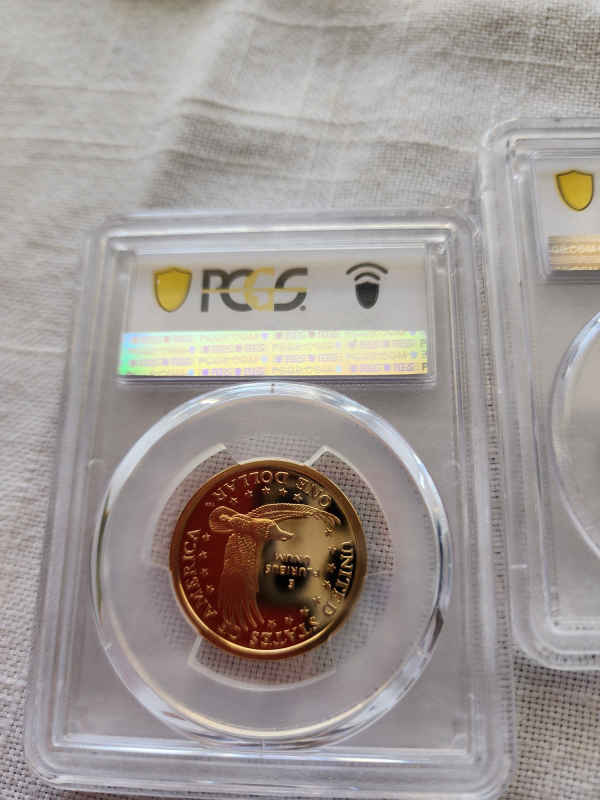 PCGS.
UNITED STATES OF AMERICA
E
PLURIBUS
UNUM
ONE DOLLAR